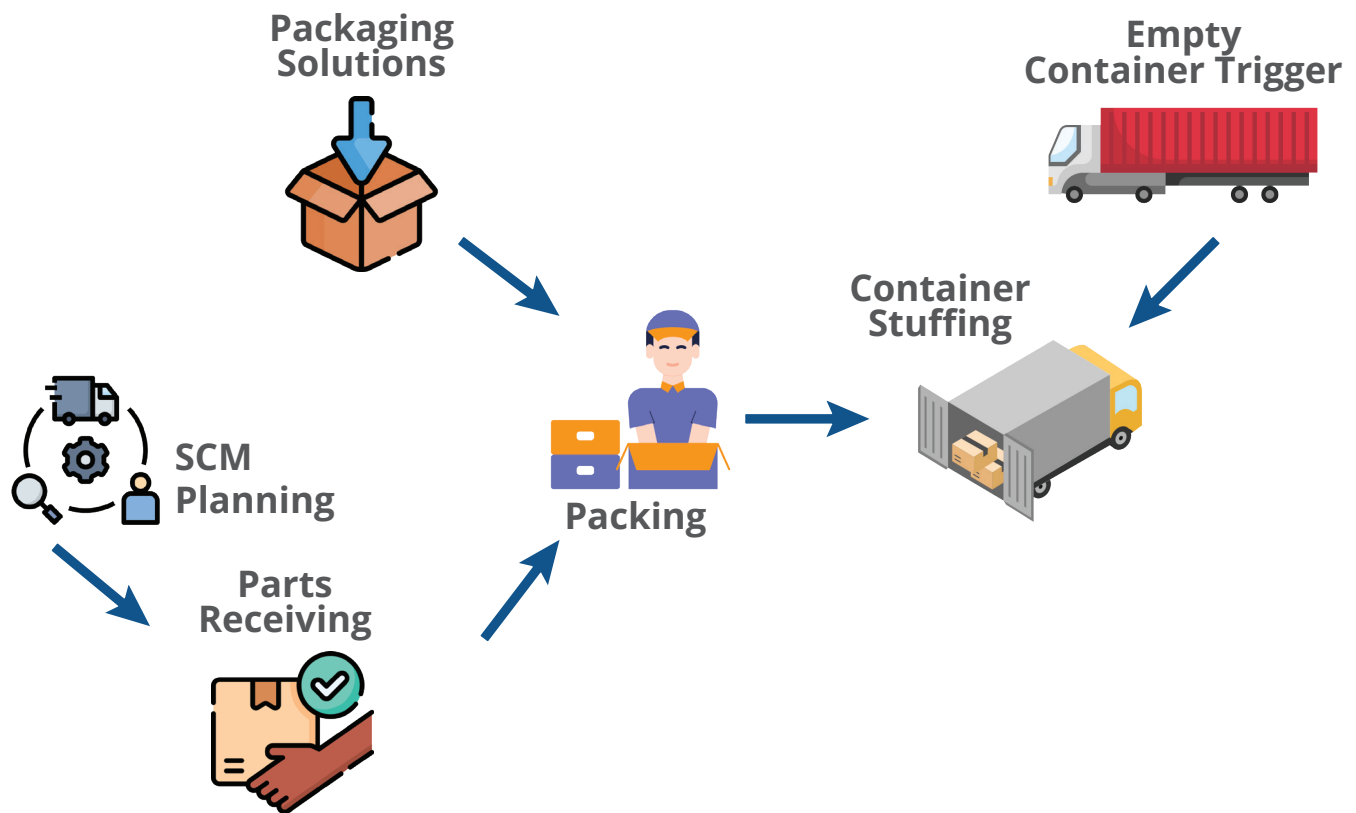 Packaging
Solutions
Empty
Container Trigger
Container
Stuffing
SCM
Planning
Packing
Parts
Receiving